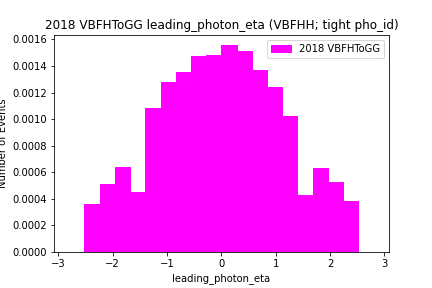 2018 VBFHToGG leading_photon_eta (VBFHH; tight pho_id)
2018 VBFHToGG
0.0016
0.0014
0.0012
0.0010
0.0008
0.0006
0.0004
0.0002
0.0000
Number of Events
−3 −2 −1 0 1 2 3
leading_photon_eta